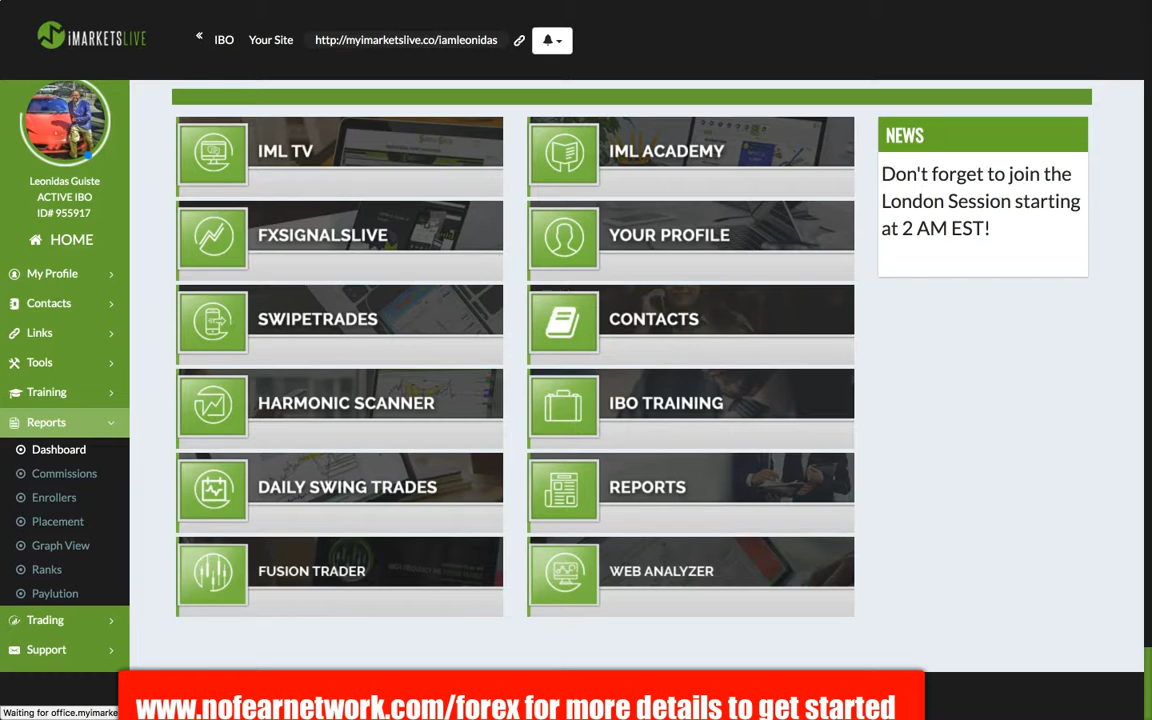 iMARKETSLIVE
«
IBO
Your Site
http://myimarketslive.co/iamleonidas
Leonidas Guiste
ACTIVE IBO
ID# 955917
HOME
My Profile
Contacts
Links
Tools
Training
Reports
Dashboard
Commissions
Enrollers
Placement
Graph View
Ranks
Paylution
Trading
Support
IML TV
IML ACADEMY
FXSIGNALSLIVE
YOUR PROFILE
SWIPETRADES
CONTACTS
HARMONIC SCANNER
IBO TRAINING
DAILY SWING TRADES
REPORTS
FUSION TRADER
WEB ANALYZER
NEWS
Don't forget to join the
London Session starting
at 2 AM EST!
Waiting for office.myimarke
www.nofearnetwork.com/forex for more details to get started